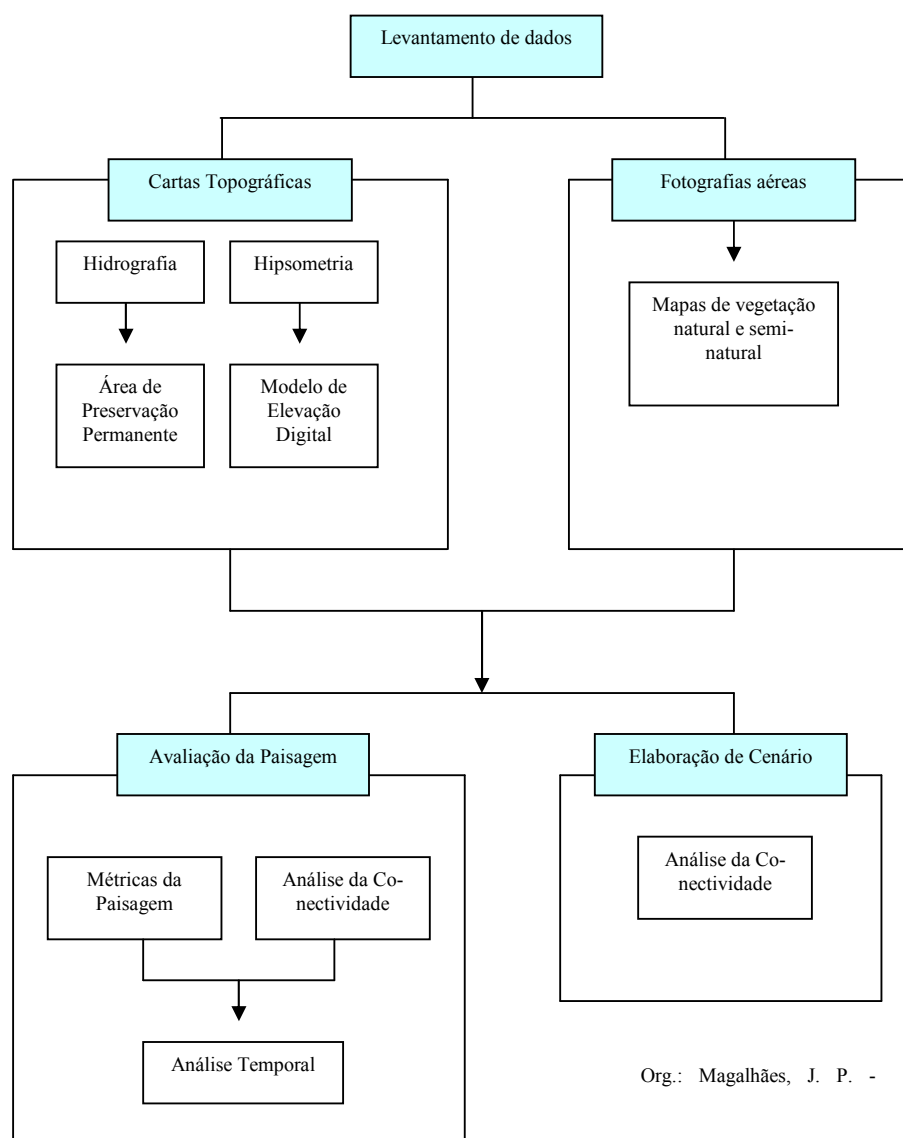 Levantamento de dados
Cartas Topográficas
Fotografias aéreas
Hidrografia
Hipsometria
Mapas de vegetação
natural e semi-
natural
Área de
Preservação
Permanente
Modelo de
Elevação
Digital
Avaliação da Paisagem
Elaboração de Cenário
Métricas da
Paisagem
Análise da Co-
nectividade
Análise da Co-
nectividade
Análise Temporal
Org.: Magalhães, J. P. -